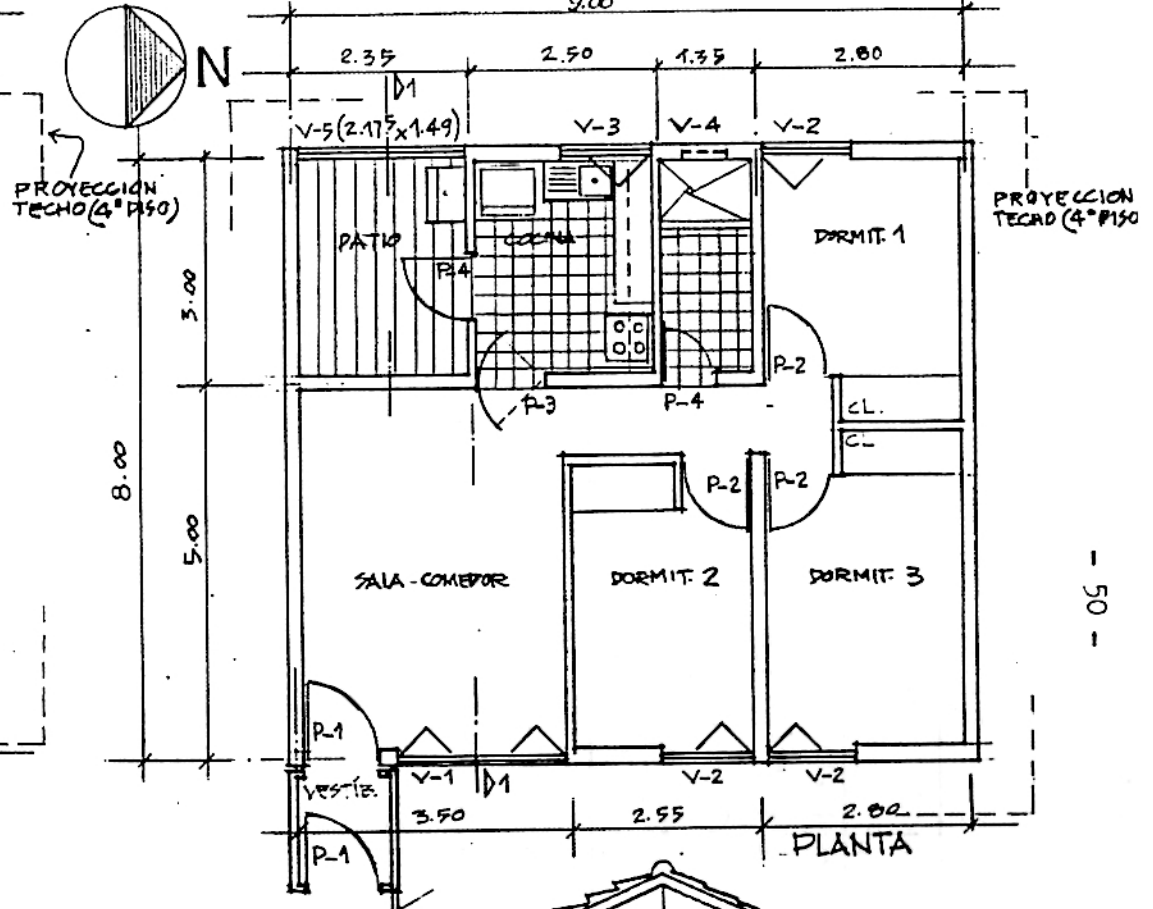 9.00
N
2.35
2.50
1.35
2.80
D1
V-5 (2.175 x 1.49)
V-3
V-4
V-2
PROYECCION
TECHO (4° PISO)
PROYECCION
TECHO (4° PISO
PATIO
COCINA
DORMIT. 1
P-4
3.00
P-2
P-3
P-4
CL.
CL
8.00
P-2
P-2
5.00
SALA-COMEDOR
DORMIT. 2
DORMIT. 3
- 50 -
P-1
V-1
D1
V-2
V-2
VESTÍB.
3.50
2.55
2.80
PLANTA
P-1